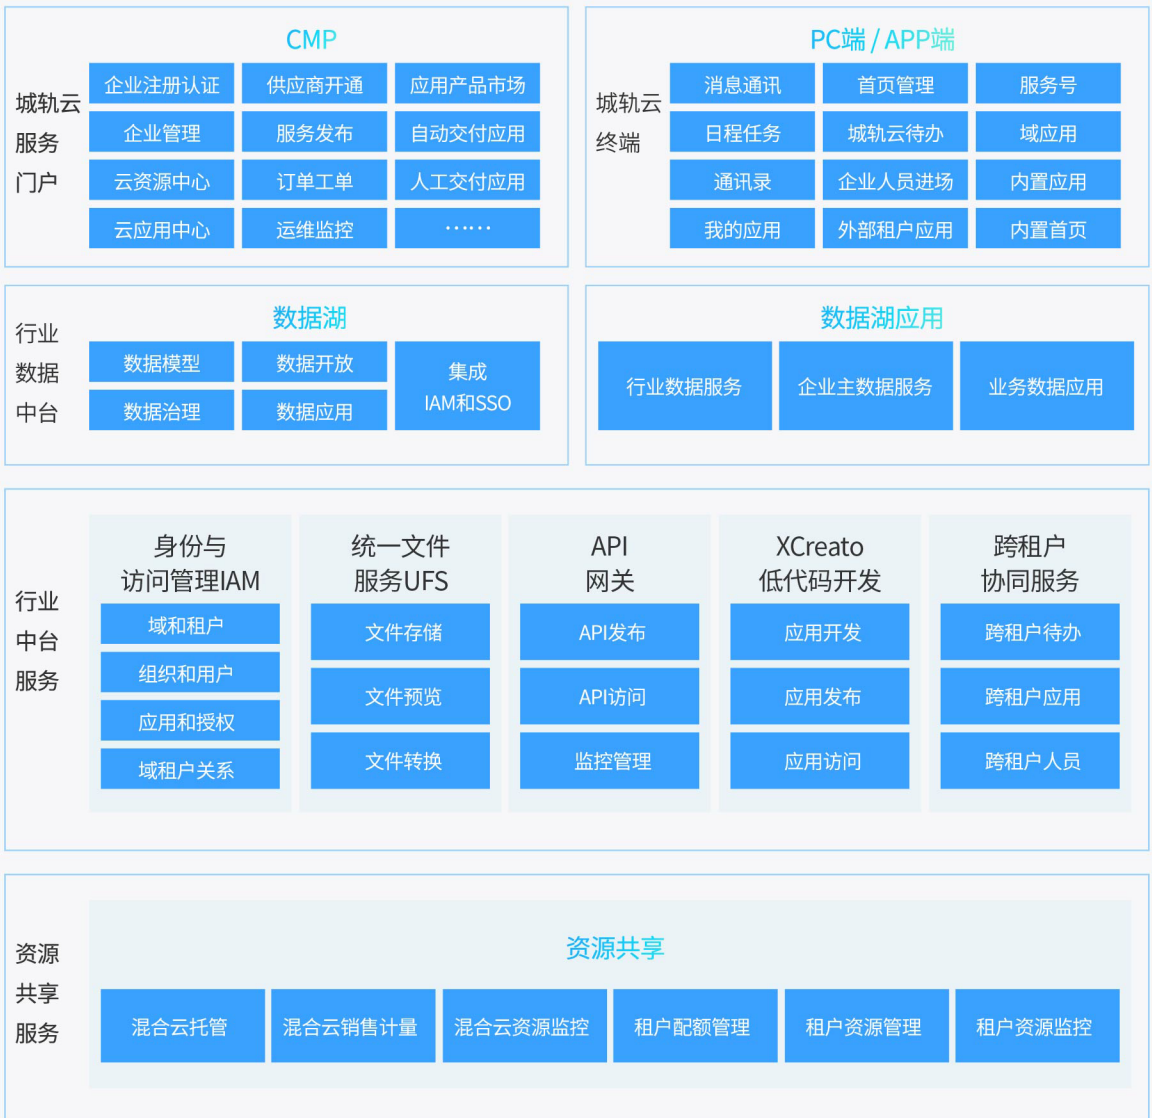 CMP
城轨云
服务
门户
企业注册认证
供应商开通
应用产品市场
企业管理
服务发布
自动交付应用
云资源中心
订单工单
人工交付应用
云应用中心
运维监控
……
PC端 / APP端
城轨云
终端
消息通讯
首页管理
服务号
日程任务
城轨云待办
域应用
通讯录
企业人员进场
内置应用
我的应用
外部租户应用
内置首页
行业
数据
中台
数据湖
数据模型
数据开放
数据治理
数据应用
集成
IAM和SSO
数据湖应用
行业数据服务
企业主数据服务
业务数据应用
行业
中台
服务
身份与
访问管理IAM
域和租户
组织和用户
应用和授权
域租户关系
统一文件
服务UFS
文件存储
文件预览
文件转换
API
网关
API发布
API访问
监控管理
XCreato
低代码开发
应用开发
应用发布
应用访问
跨租户
协同服务
跨租户待办
跨租户应用
跨租户人员
资源
共享
服务
资源共享
混合云托管
混合云销售计量
混合云资源监控
租户配额管理
租户资源管理
租户资源监控